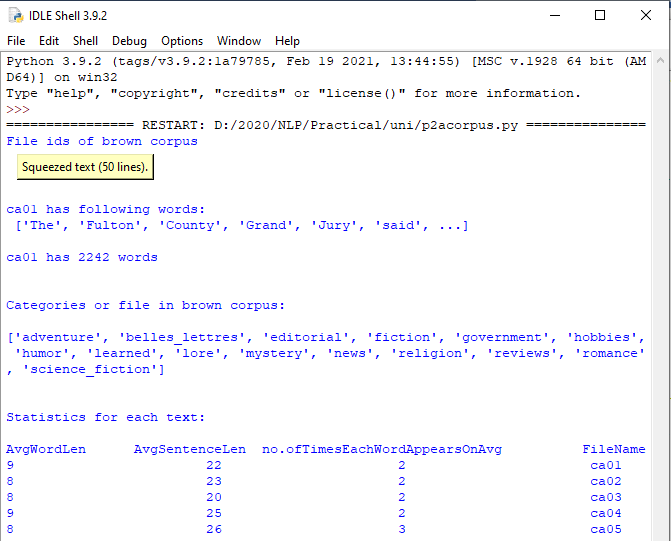 IDLE Shell 3.9.2
File Edit Shell Debug Options Window Help
Python 3.9.2 (tags/v3.9.2:1a79785, Feb 19 2021, 13:44:55) [MSC v.1928 64 bit (AM
D64)] on win32
Type "help", "copyright", "credits" or "license()" for more information.
>>>
================ RESTART: D:/2020/NLP/Practical/uni/p2acorpus.py ===============
File ids of brown corpus
Squeezed text (50 lines).
ca01 has following words:
['The', 'Fulton', 'County', 'Grand', 'Jury', 'said', ...]
ca01 has 2242 words
Categories or file in brown corpus:
['adventure', 'belles_lettres', 'editorial', 'fiction', 'government', 'hobbies',
'humor', 'learned', 'lore', 'mystery', 'news', 'religion', 'reviews', 'romance'
, 'science_fiction']
Statistics for each text:
AvgWordLen AvgSentenceLen no.ofTimesEachWordAppearsOnAvg FileName
9 22 2 ca01
8 23 2 ca02
8 20 2 ca03
9 25 2 ca04
8 26 3 ca05